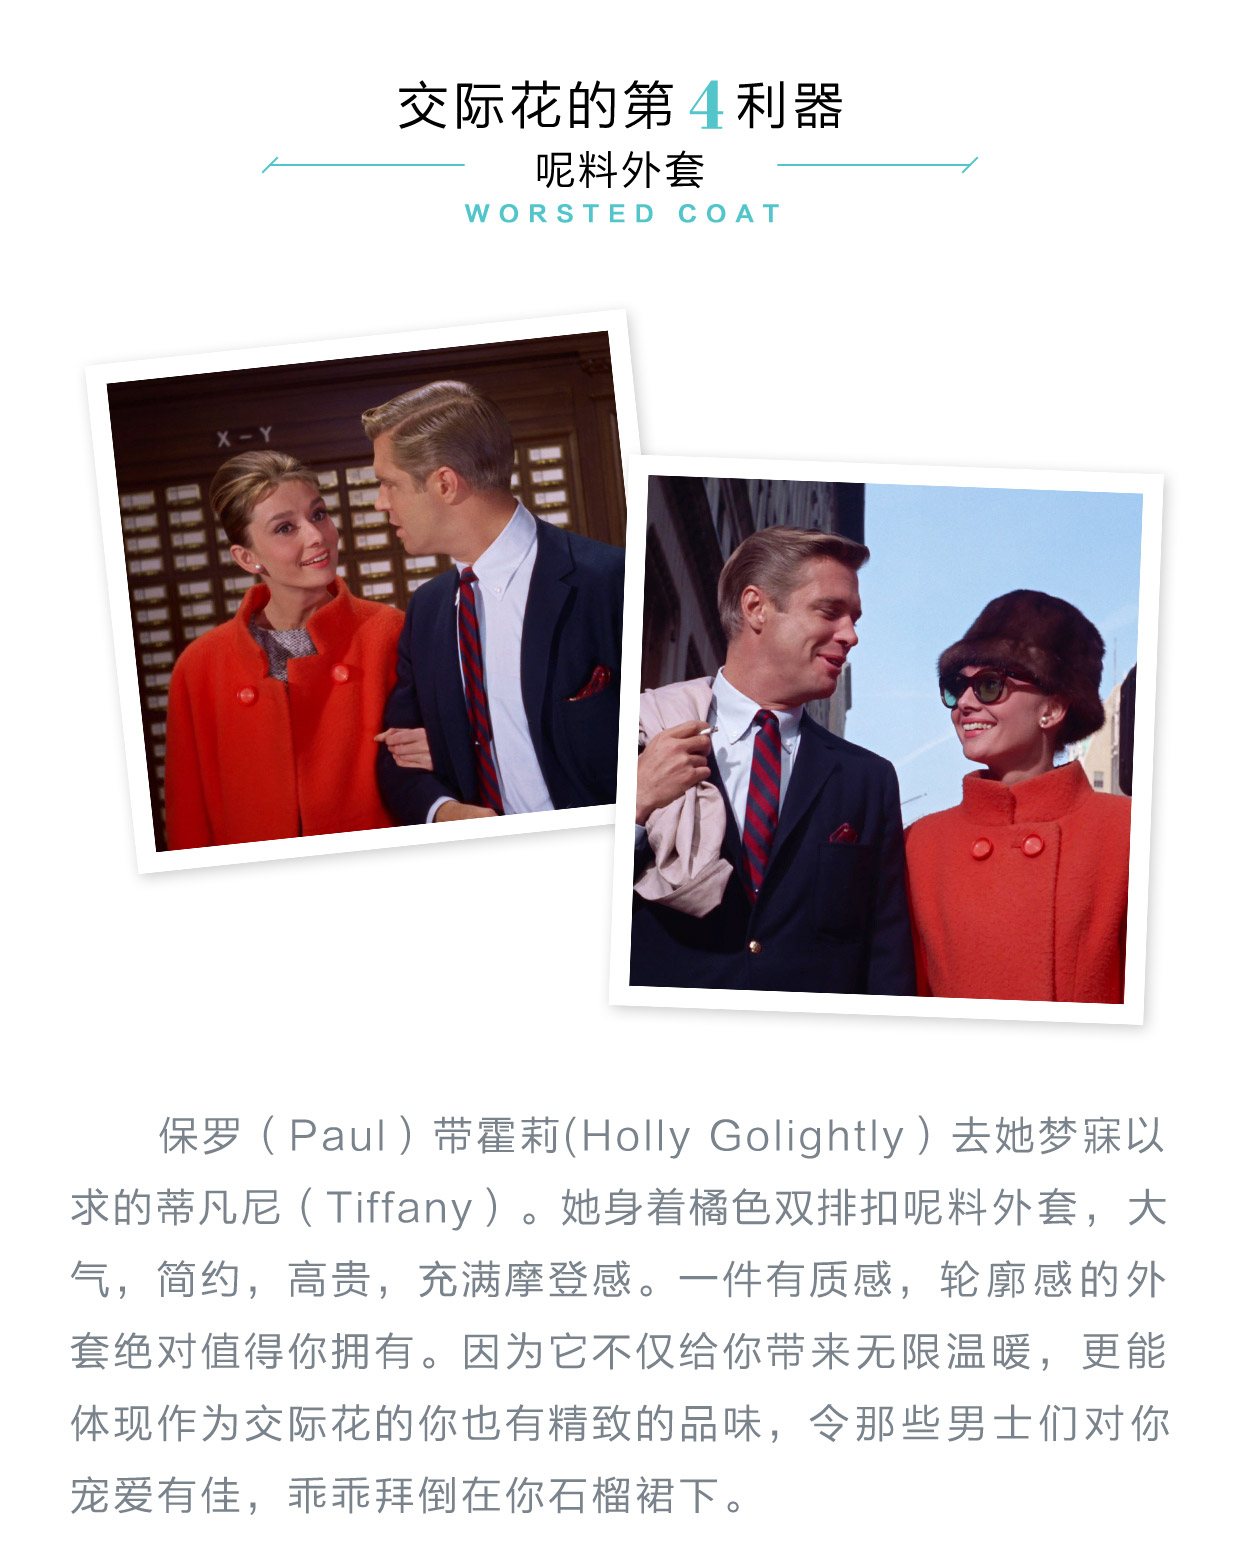 交际花的第4利器
呢料外套
WORSTED COAT
X-Y
保罗（Paul）带霍莉(Holly Golightly）去她梦寐以
求的蒂凡尼（Tiffany）。她身着橘色双排扣呢料外套，大
气，简约，高贵，充满摩登感。一件有质感，轮廓感的外
套绝对值得你拥有。因为它不仅给你带来无限温暖，更能
体现作为交际花的你也有精致的品味，令那些男士们对你
宠爱有佳，乖乖拜倒在你石榴裙下。